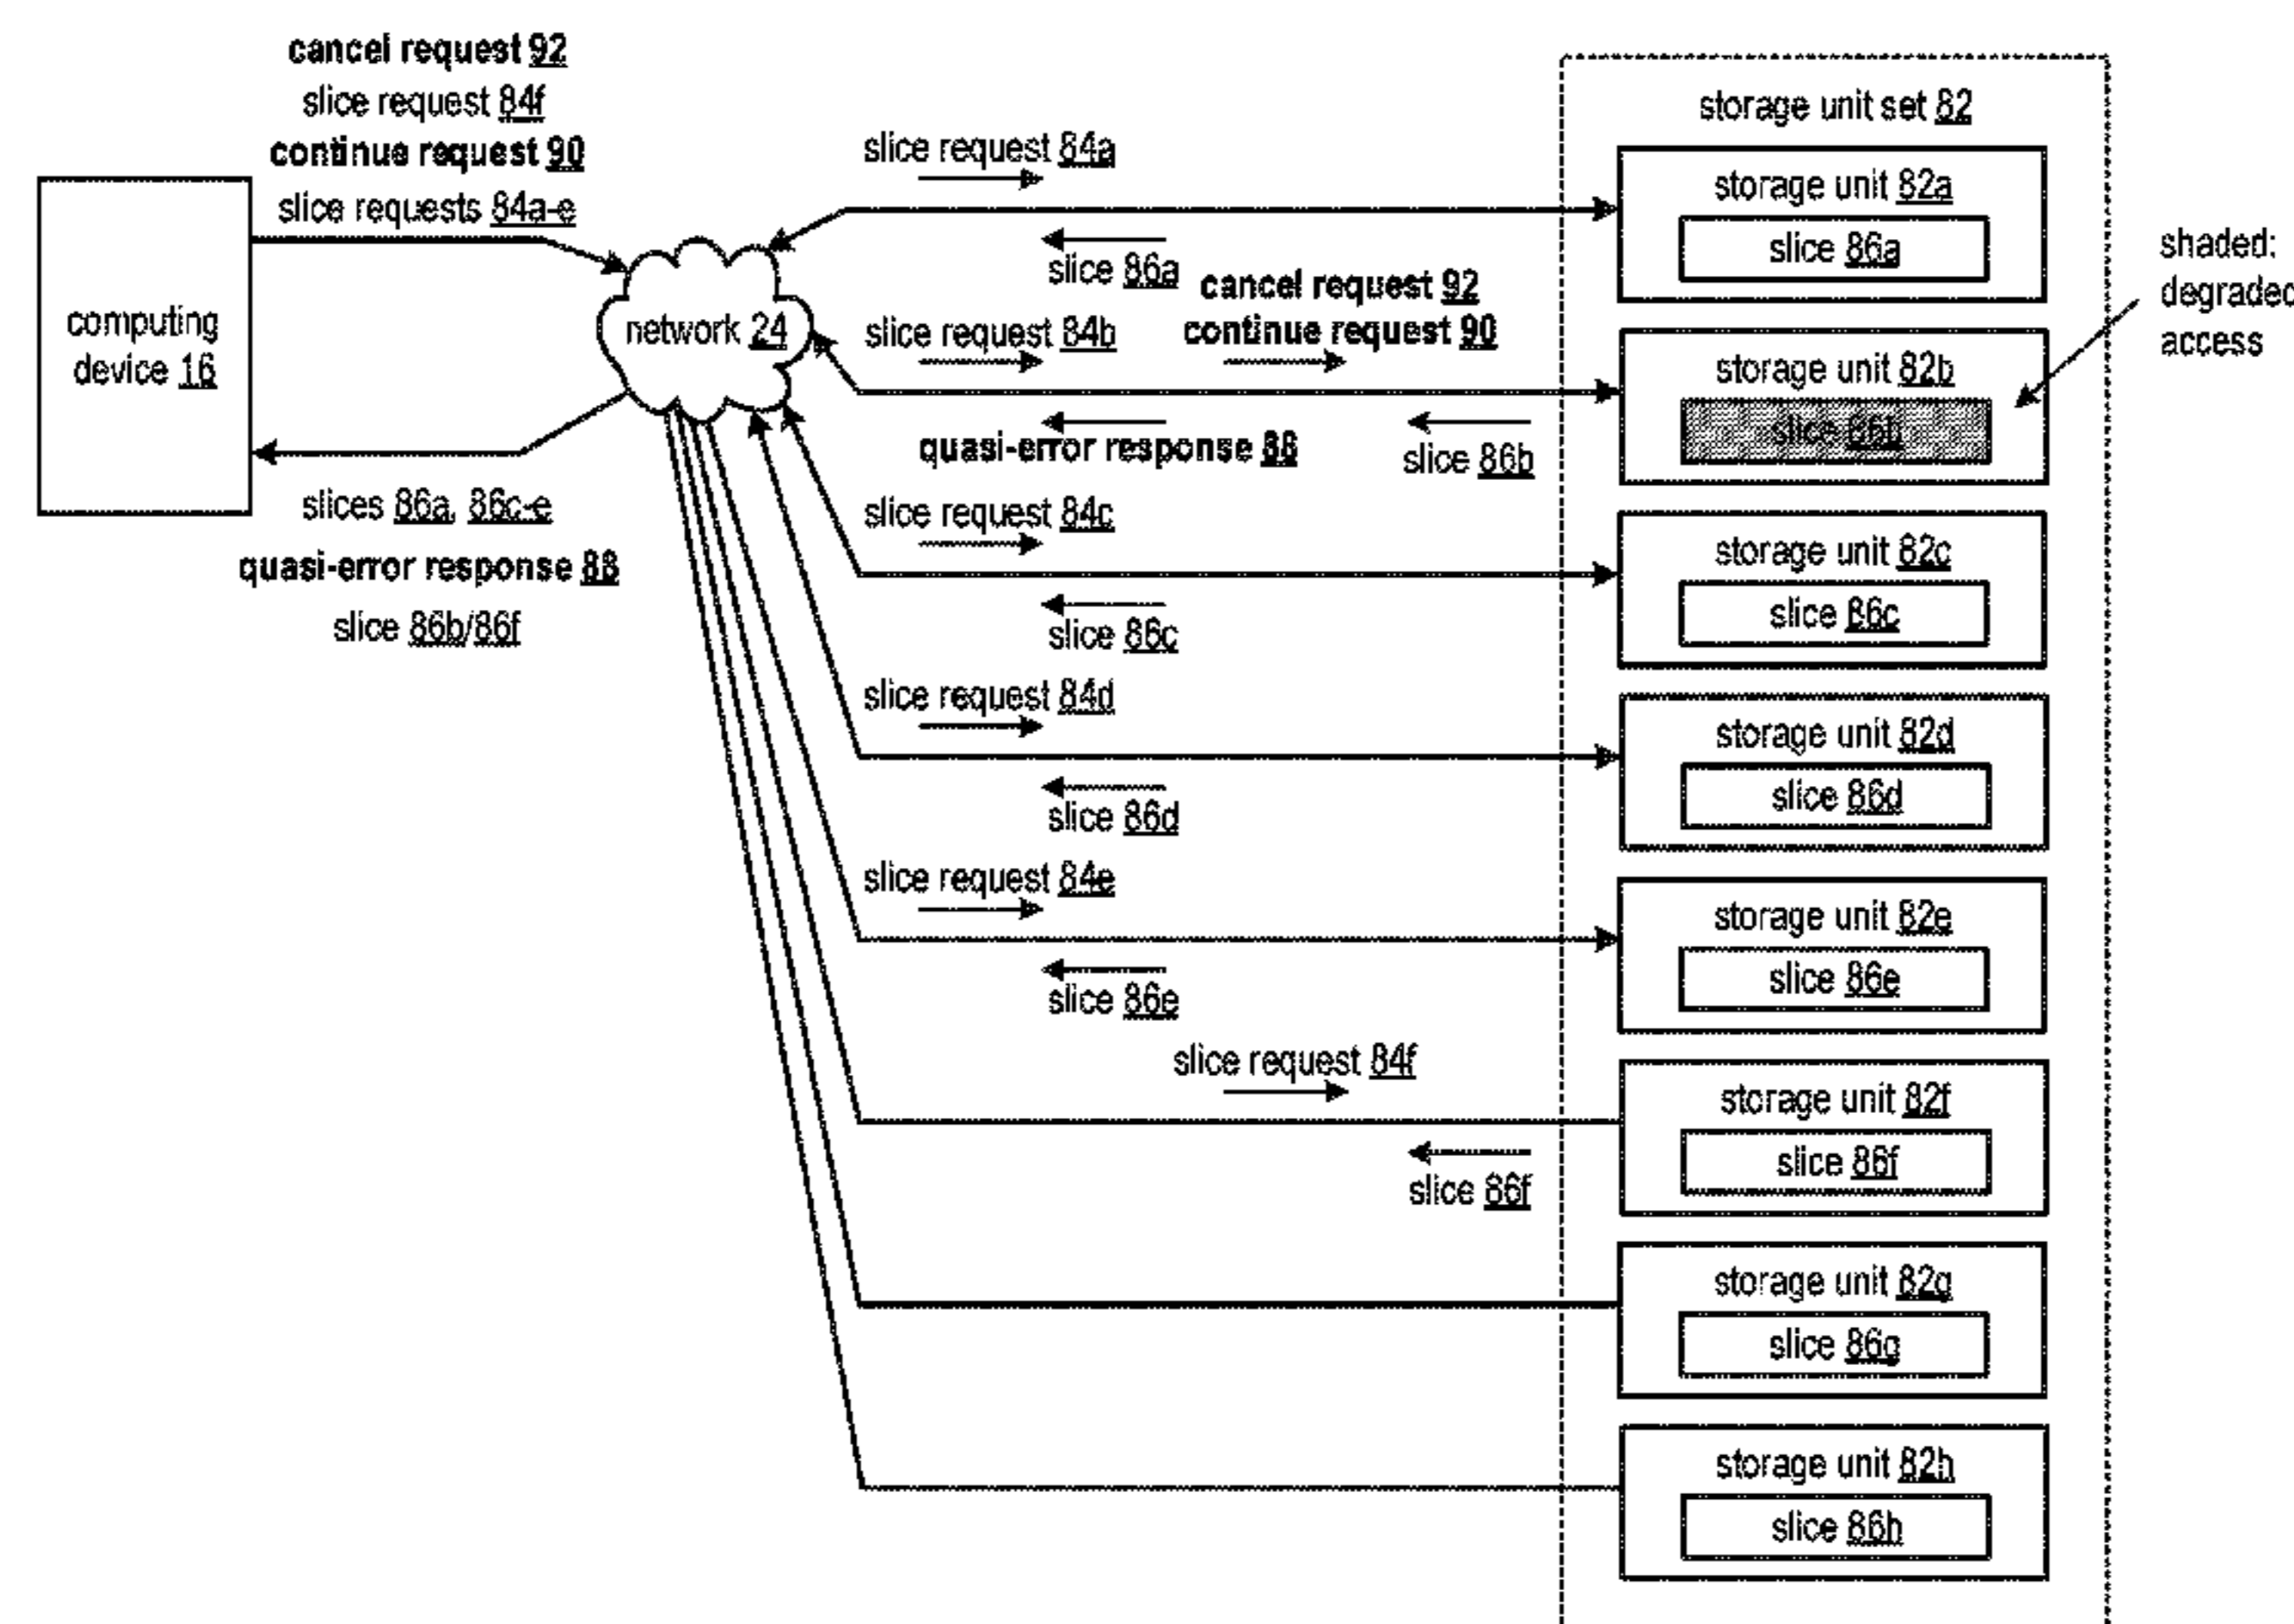 cancel request 92
slice request 84f
continue request 90
slice requests 84a-e
computing
device 16
network 24
slices 86a, 86c-e
quasi-error response 88
slice 86b/86f
slice request 84a
slice 86a
cancel request 92
continue request 90
slice request 84b
quasi-error response 88
slice 86b
slice request 84c
slice 86c
slice request 84d
slice 86d
slice request 84e
slice 86e
slice request 84f
slice 86f
storage unit set 82
storage unit 82a
slice 86a
storage unit 82b
slice 86b
storage unit 82c
slice 86c
storage unit 82d
slice 86d
storage unit 82e
slice 86e
storage unit 82f
slice 86f
storage unit 82g
slice 86g
storage unit 82h
slice 86h
shaded:
degraded
access